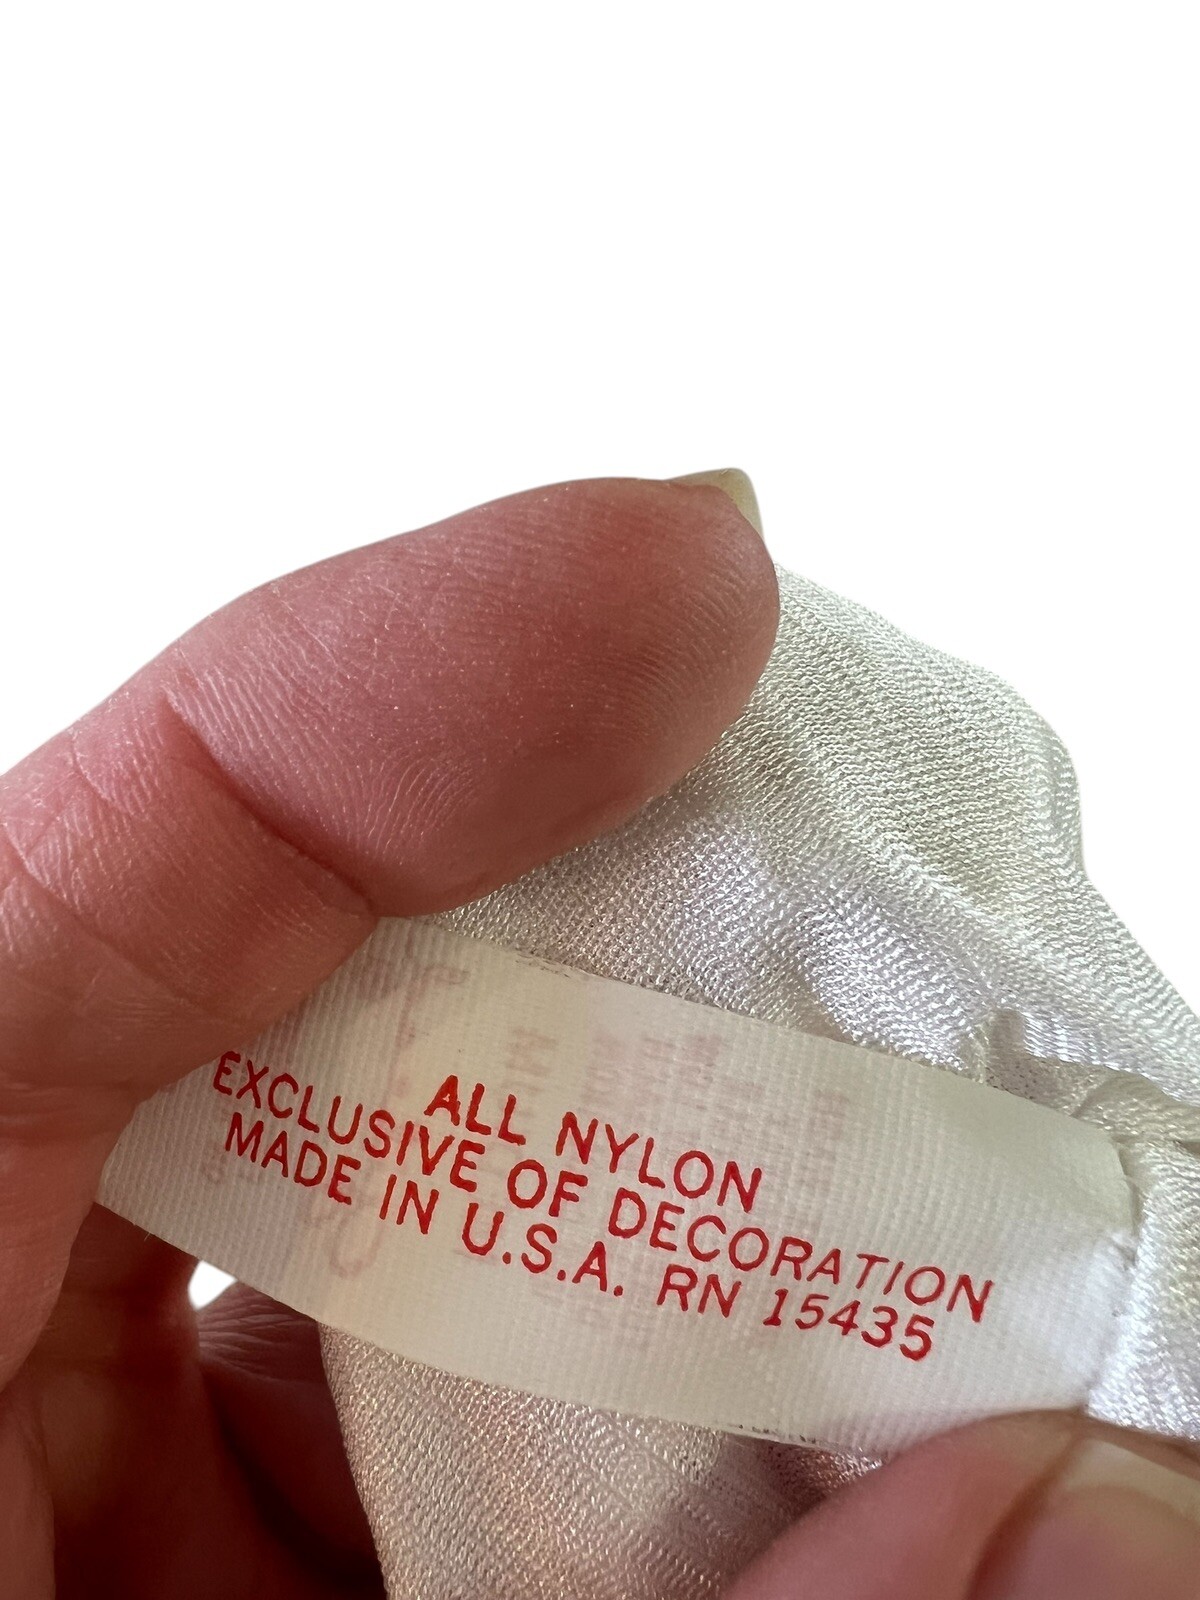 ALL NYLON
EXCLUSIVE OF DECORATION
MADE IN U.S.A. RN 15435